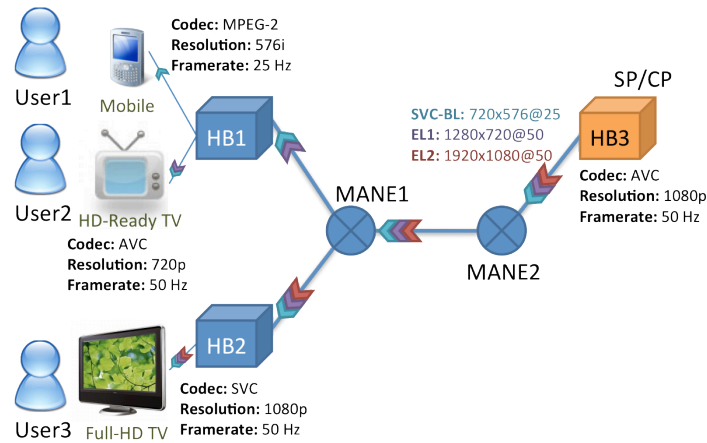 Codec: MPEG-2
Resolution: 576i
Framerate: 25 Hz
User1
Mobile
HB1
SP/CP
SVC-BL: 720x576@25
EL1: 1280x720@50
EL2: 1920x1080@50
HB3
Codec: AVC
Resolution: 1080p
Framerate: 50 Hz
MANE1
MANE2
User2
HD-Ready TV
Codec: AVC
Resolution: 720p
Framerate: 50 Hz
HB2
Codec: SVC
Resolution: 1080p
Framerate: 50 Hz
User3
Full-HD TV